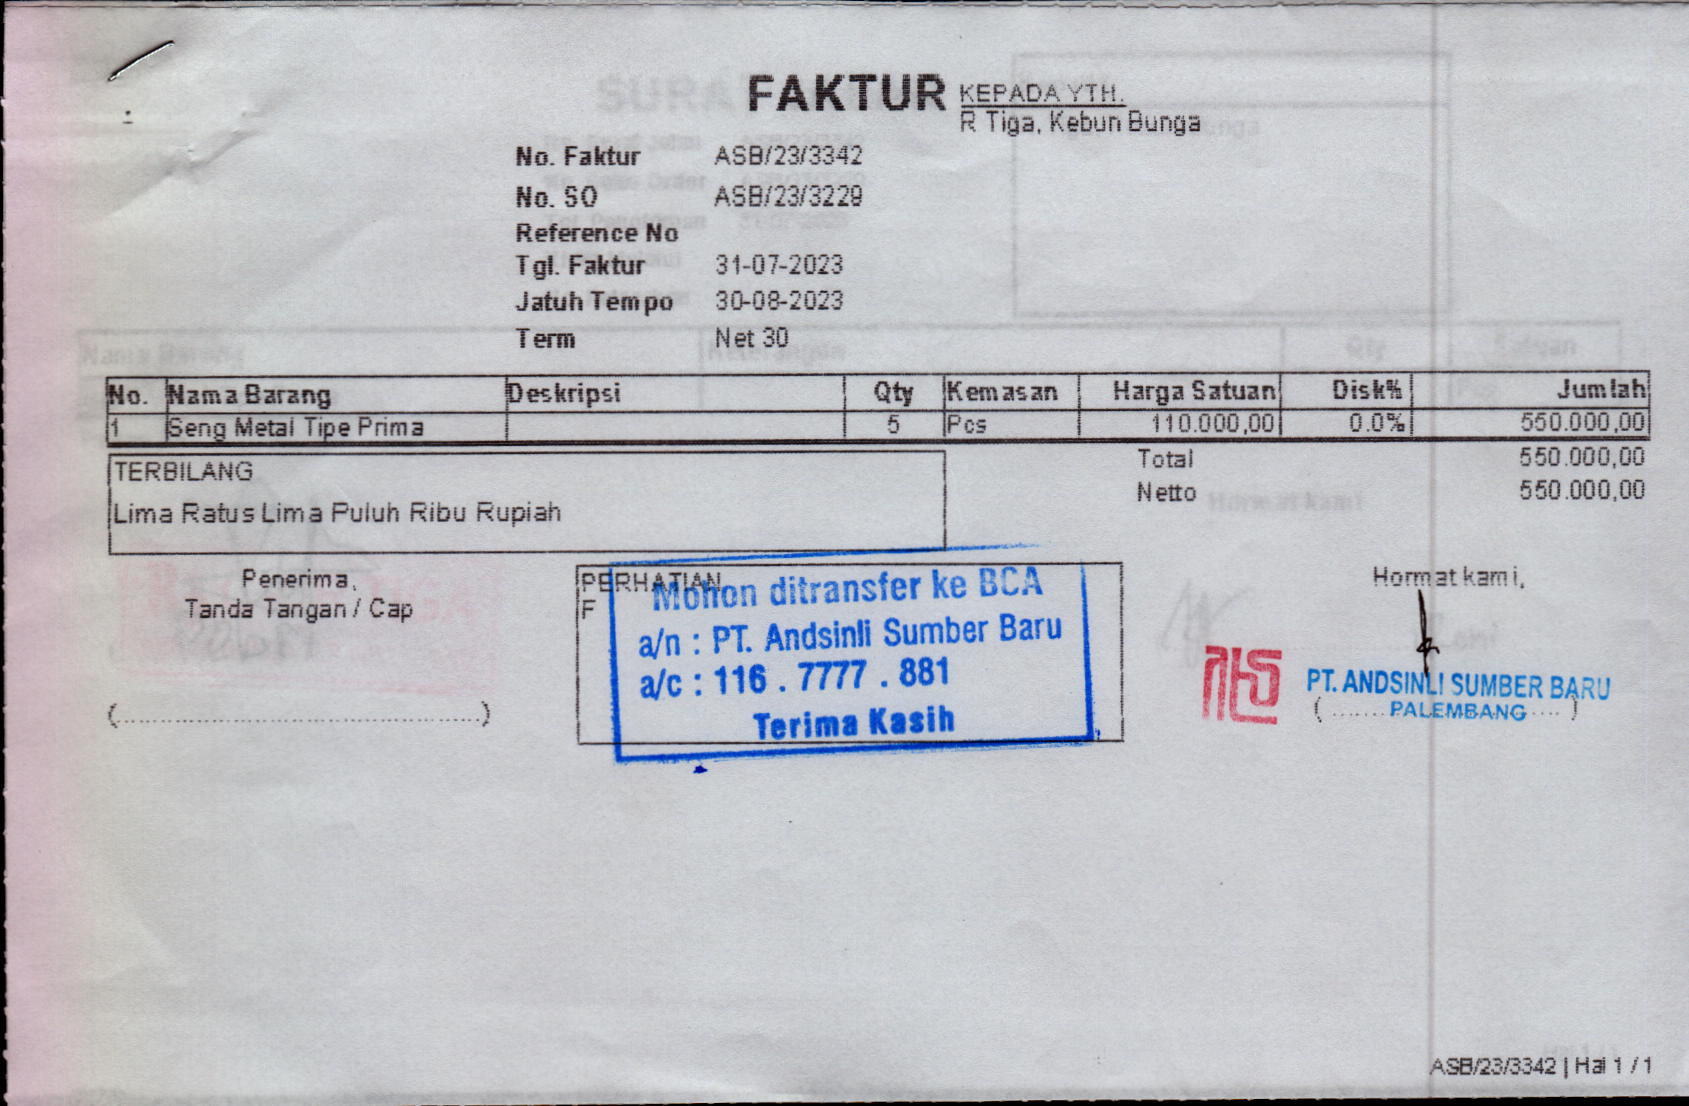 FAKTUR
KEPADA YTH.
R Tiga, Kebun Bunga
No. Faktur ASB/23/3342
No. SO ASB/23/3229
Reference No
Tgl. Faktur 31-07-2023
Jatuh Tempo 30-08-2023
Term Net 30
No. Nama Barang Deskripsi Qty Kemasan Harga Satuan Disk% Jumlah
1 Seng Metal Tipe Prima 5 Pcs 110.000,00 0.0% 550.000,00
Total 550.000,00
Netto 550.000,00
TERBILANG
Lima Ratus Lima Puluh Ribu Rupiah
Penerima,
Tanda Tangan / Cap
(..................................................)
PERHATIAN
F
Mohon ditransfer ke BCA
a/n : PT. Andsinli Sumber Baru
a/c : 116 . 7777 . 881
Terima Kasih
Hormat kami,
PT. ANDSINLI SUMBER BARU
PALEMBANG
ASB/23/3342 | Hal 1 / 1